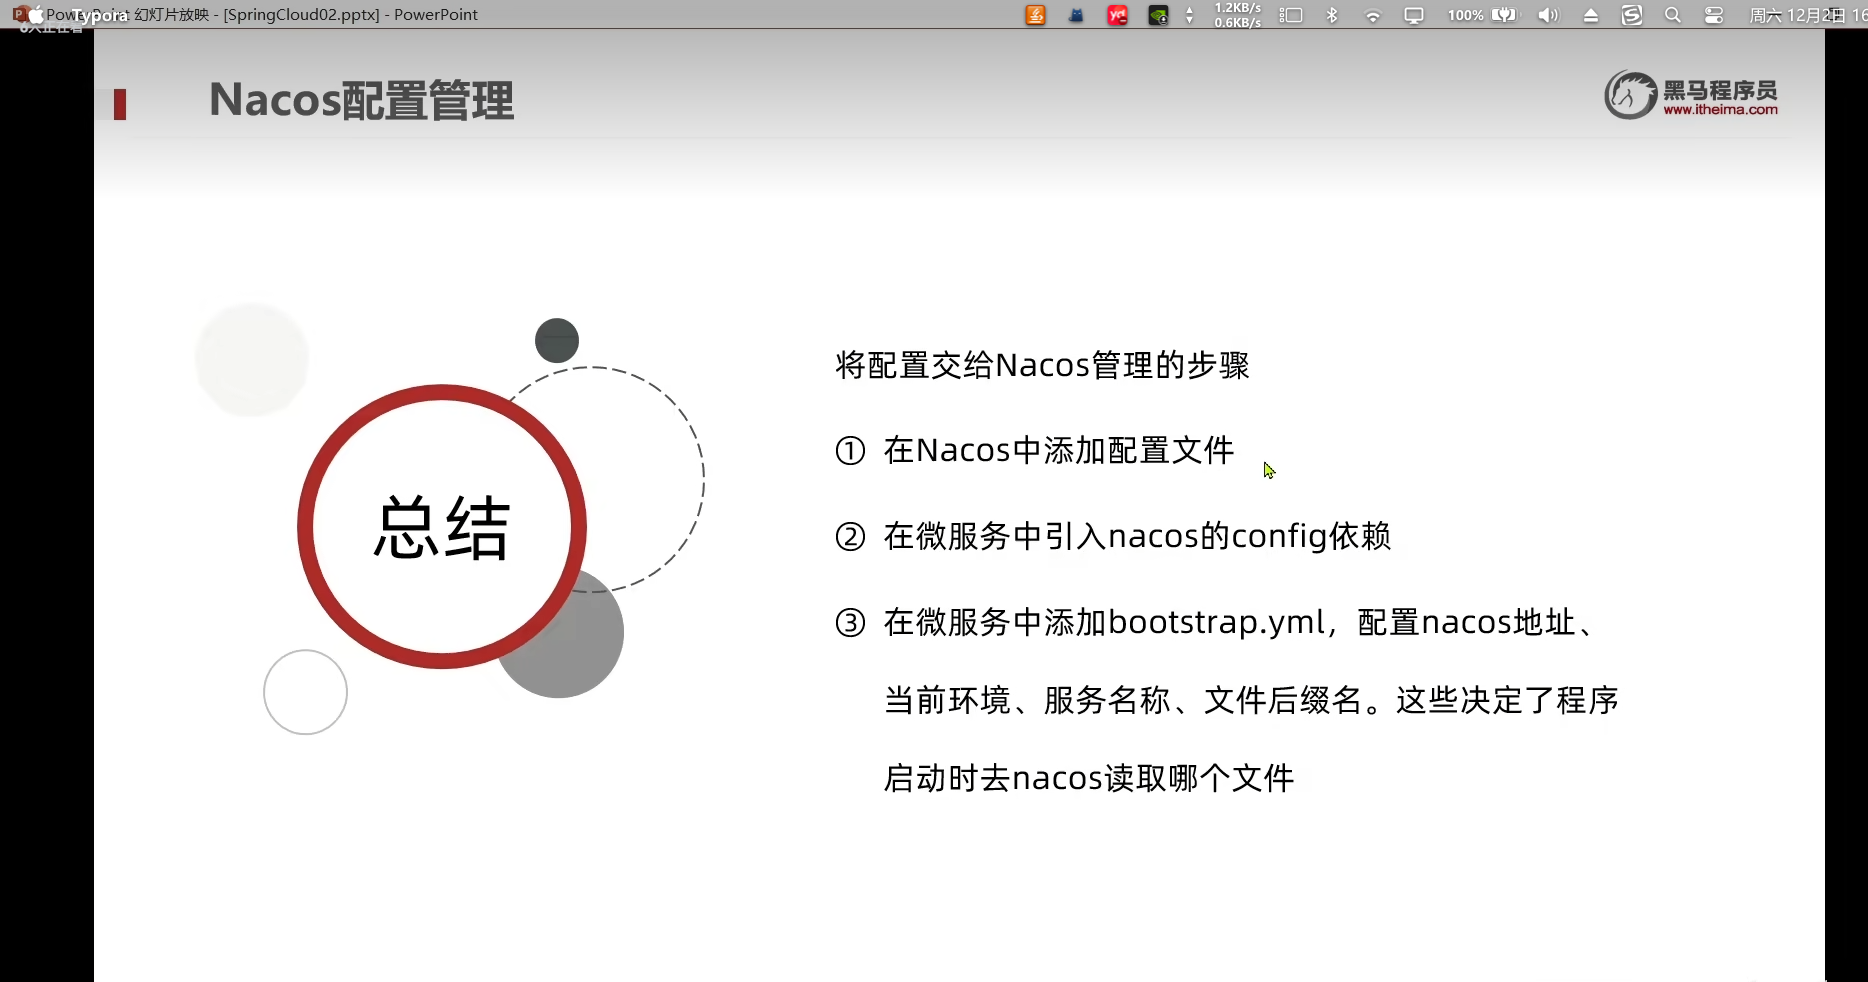 PowerPoint 幻灯片放映 - [SpringCloud02.pptx] - PowerPoint
Typora
人正在看
1.2KB/s
0.6KB/s
100%
周六 12月2日 16
Nacos配置管理
黑马程序员
www.itheima.com
总结
将配置交给Nacos管理的步骤
① 在Nacos中添加配置文件
② 在微服务中引入nacos的config依赖
③ 在微服务中添加bootstrap.yml，配置nacos地址、
当前环境、服务名称、文件后缀名。这些决定了程序
启动时去nacos读取哪个文件